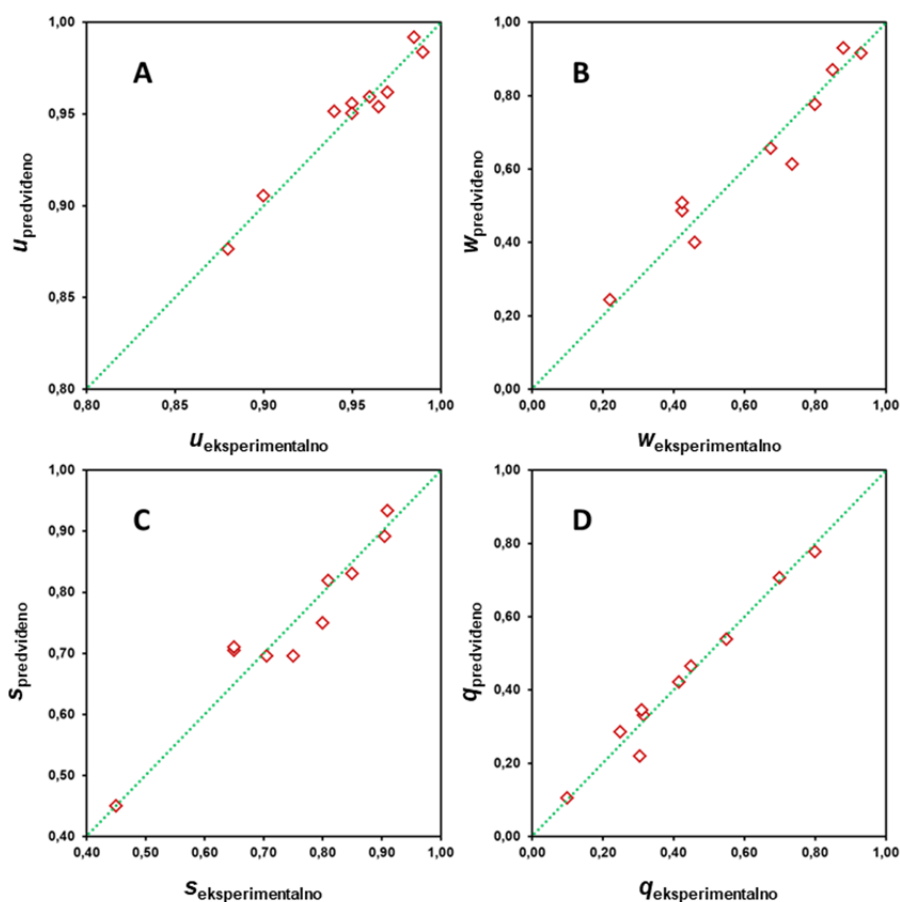 1,00
A
0,95
0,90
0,85
0,80
0,80 0,85 0,90 0,95 1,00
u predviđeno
u eksperimentalno
1,00
B
0,80
0,60
0,40
0,20
0,00
0,00 0,20 0,40 0,60 0,80 1,00
w predvideno
w eksperimentalno
1,00
C
0,90
0,80
0,70
0,60
0,50
0,40
0,40 0,50 0,60 0,70 0,80 0,90 1,00
s predvideno
s eksperimentalno
1,00
D
0,80
0,60
0,40
0,20
0,00
0,00 0,20 0,40 0,60 0,80 1,00
q predvideno
q eksperimentalno